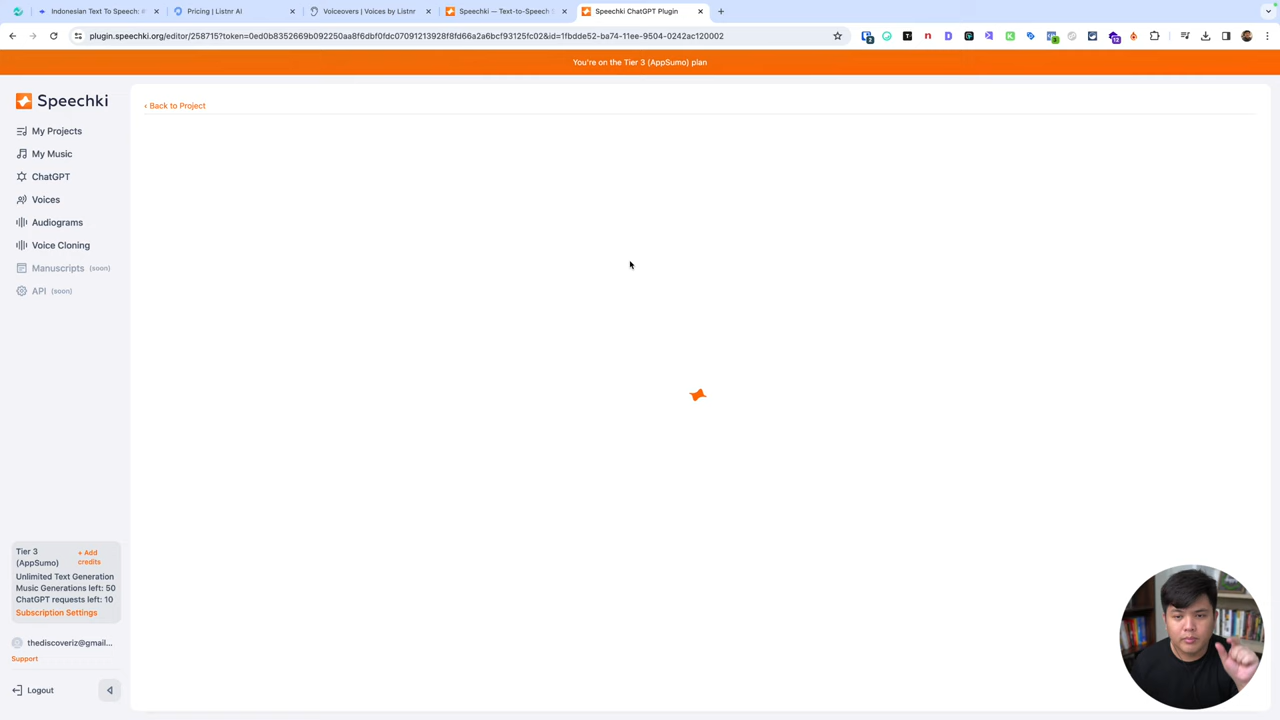 Indonesian Text To Speech: #
Pricing | Listnr AI
Voiceovers | Voices by Listnr
Speechki — Text-to-Speech S
Speechki ChatGPT Plugin
plugin.speechki.org/editor/258715?token=0ed0b8352669b092250aa8f6dbf0fdc07091213928f8fd66a2a6bcf93125fc02&id=1fbdde52-ba74-11ee-9504-0242ac120002
You're on the Tier 3 (AppSumo) plan
Speechki
‹ Back to Project
My Projects
My Music
ChatGPT
Voices
Audiograms
Voice Cloning
Manuscripts (soon)
API (soon)
Tier 3 (AppSumo)
+ Add credits
Unlimited Text Generation
Music Generations left: 50
ChatGPT requests left: 10
Subscription Settings
thediscoveriz@gmail...
Support
Logout